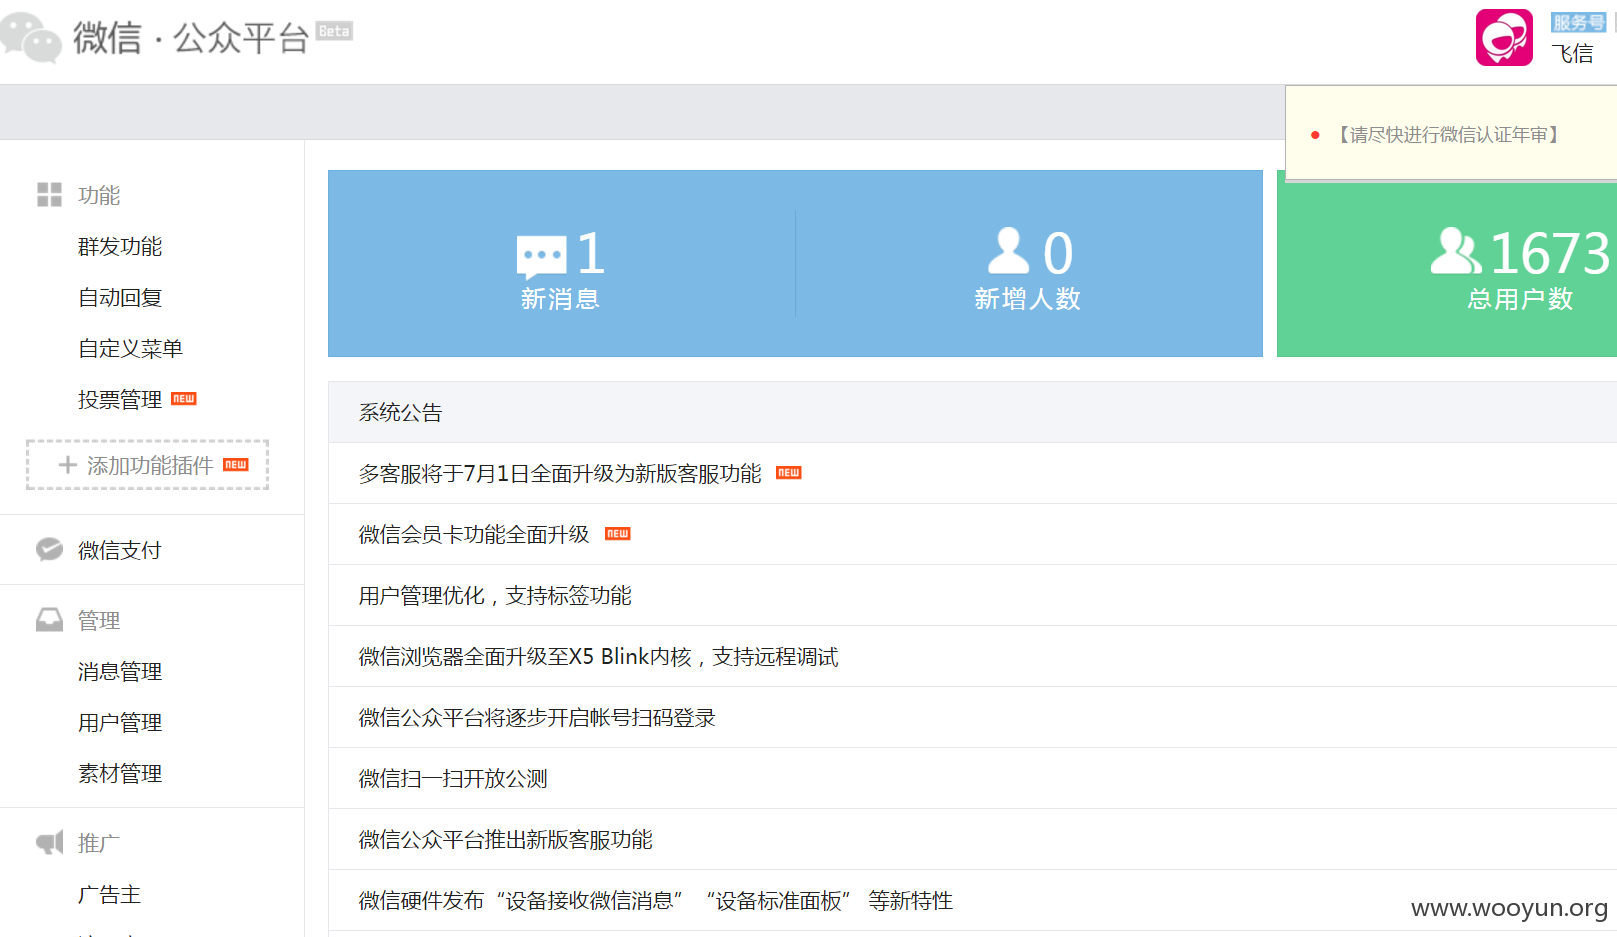 微信·公众平台 Beta
服务号
飞信
【请尽快进行微信认证年审】
功能
群发功能
自动回复
自定义菜单
投票管理 NEW
+ 添加功能插件 NEW
微信支付
管理
消息管理
用户管理
素材管理
推广
广告主
1
新消息
0
新增人数
1673
总用户数
系统公告
多客服将于7月1日全面升级为新版客服功能 NEW
微信会员卡功能全面升级 NEW
用户管理优化，支持标签功能
微信浏览器全面升级至X5 Blink内核，支持远程调试
微信公众平台将逐步开启帐号扫码登录
微信扫一扫开放公测
微信公众平台推出新版客服功能
微信硬件发布“设备接收微信消息” “设备标准面板” 等新特性
www.wooyun.org